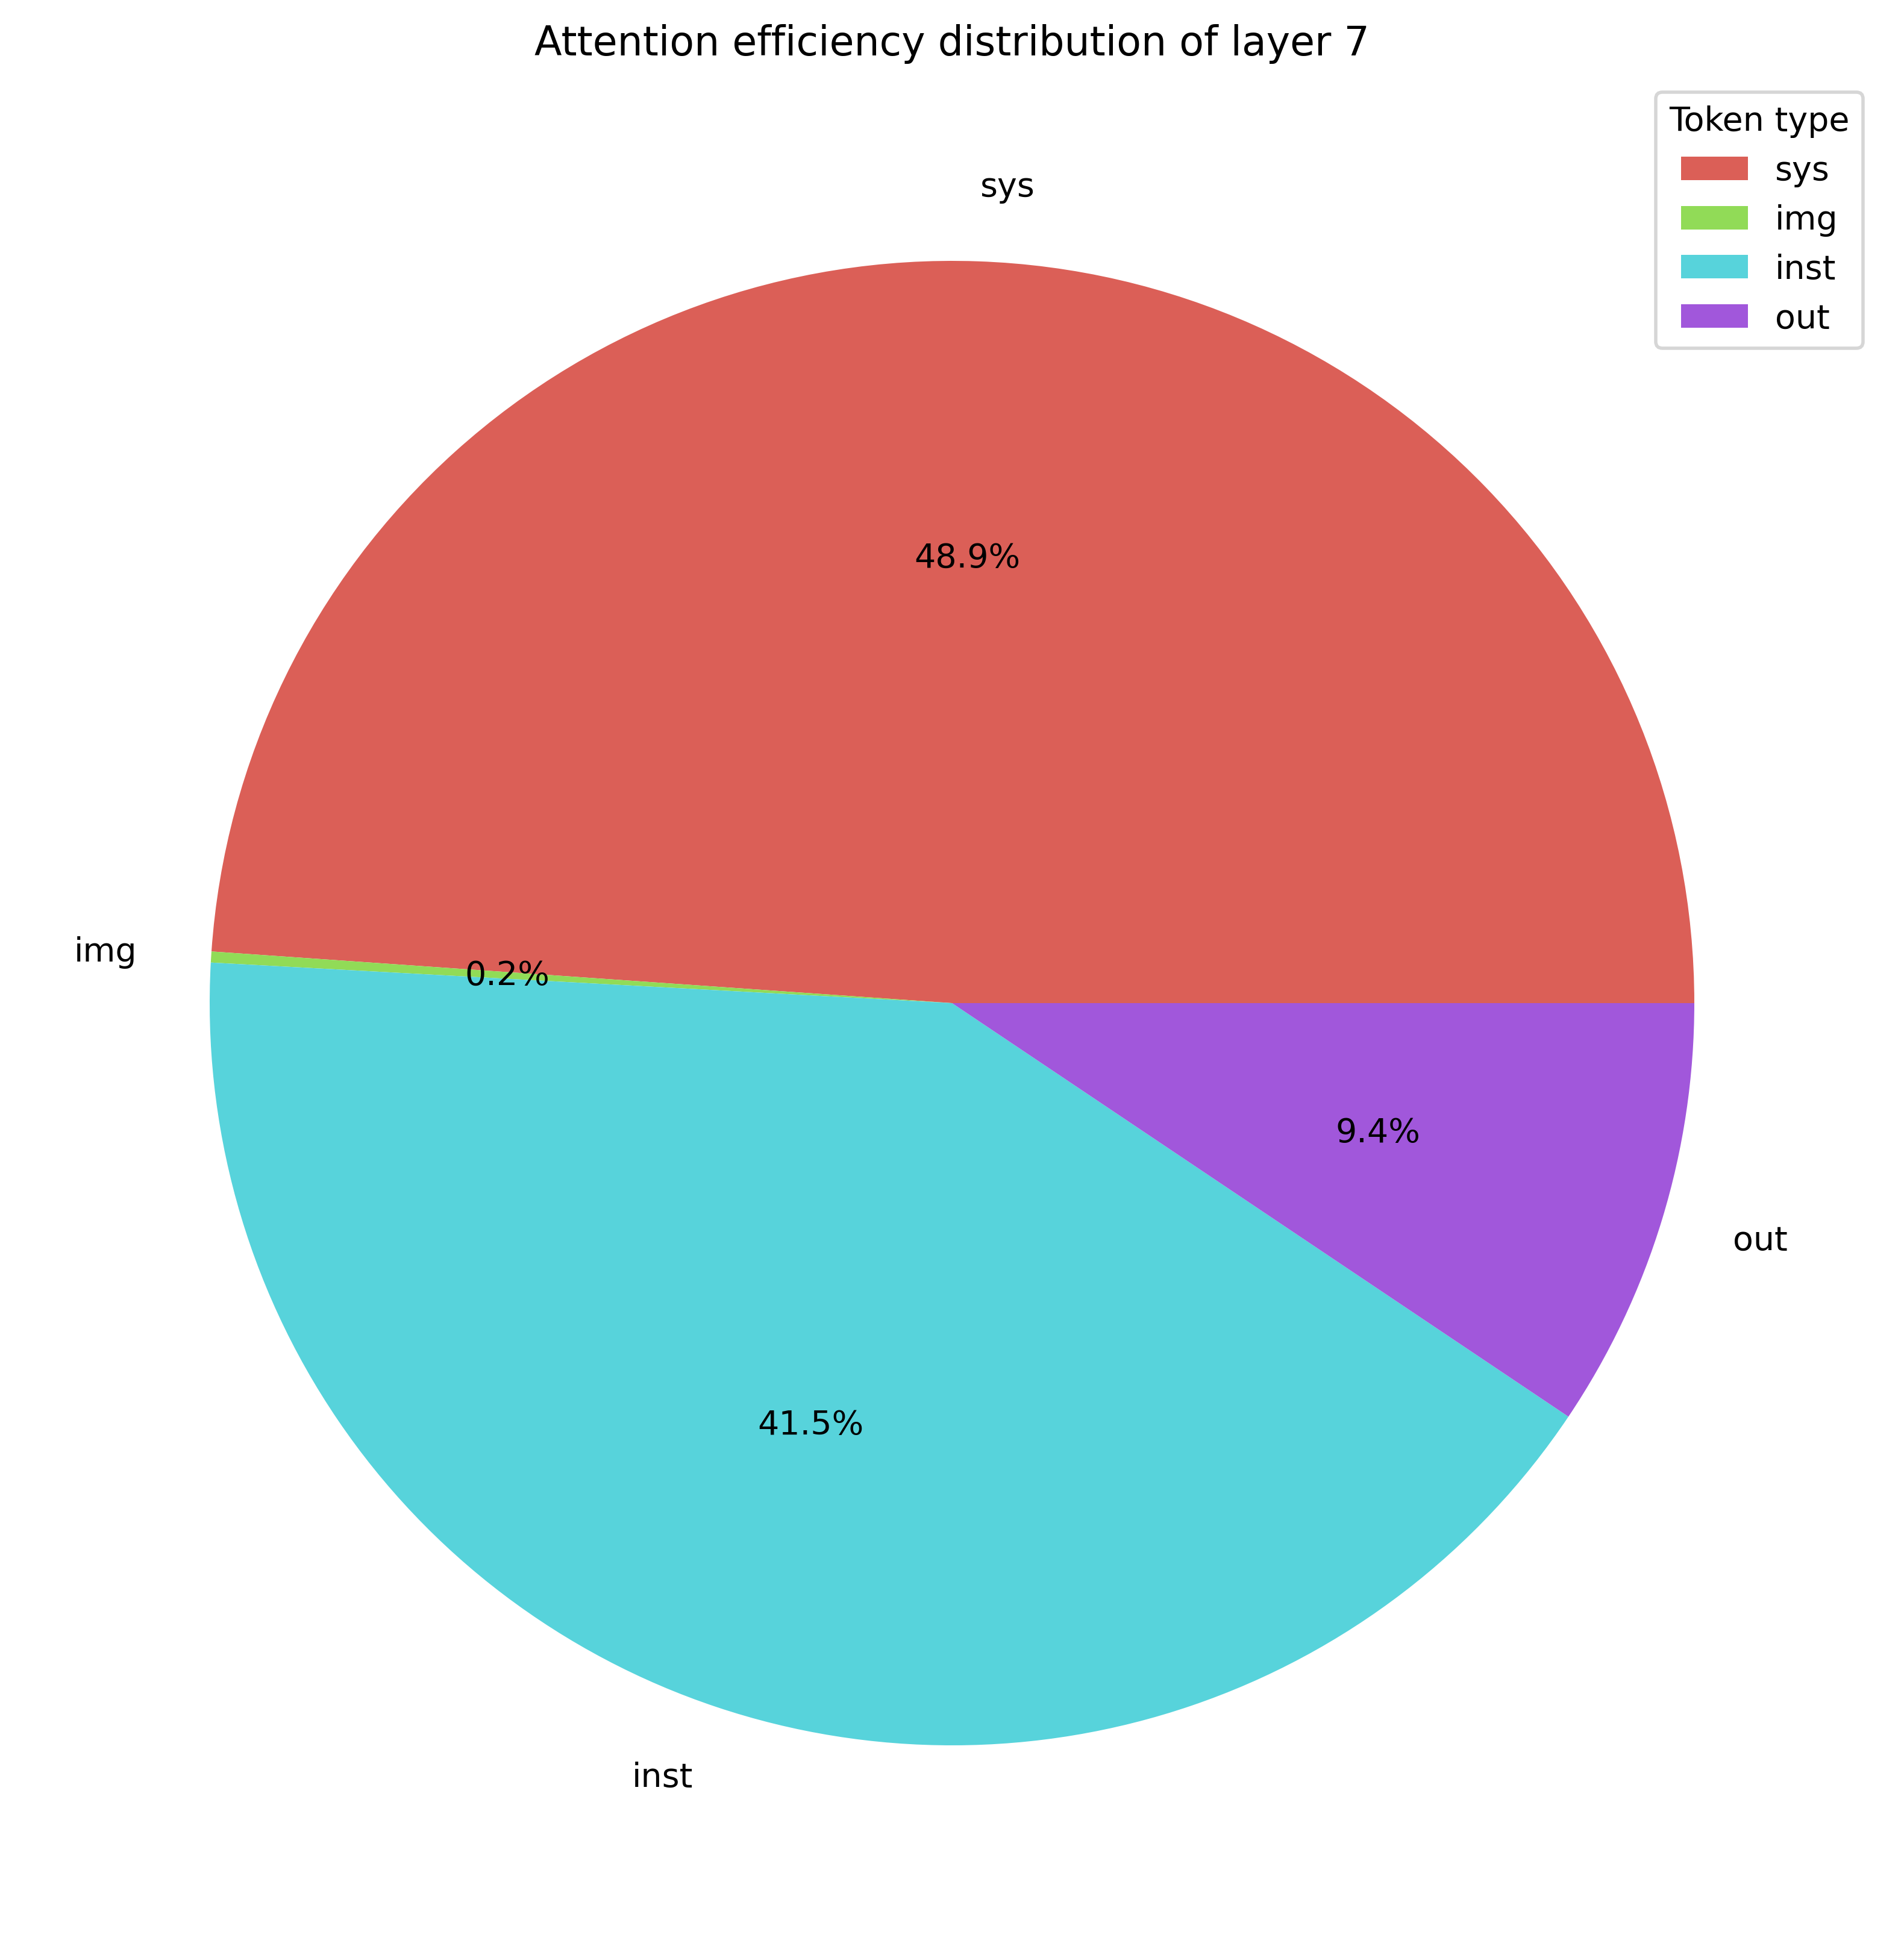 Attention efficiency distribution of layer 7
Token type
sys
img
inst
out
sys
48.9%
img
0.2%
9.4%
out
41.5%
inst